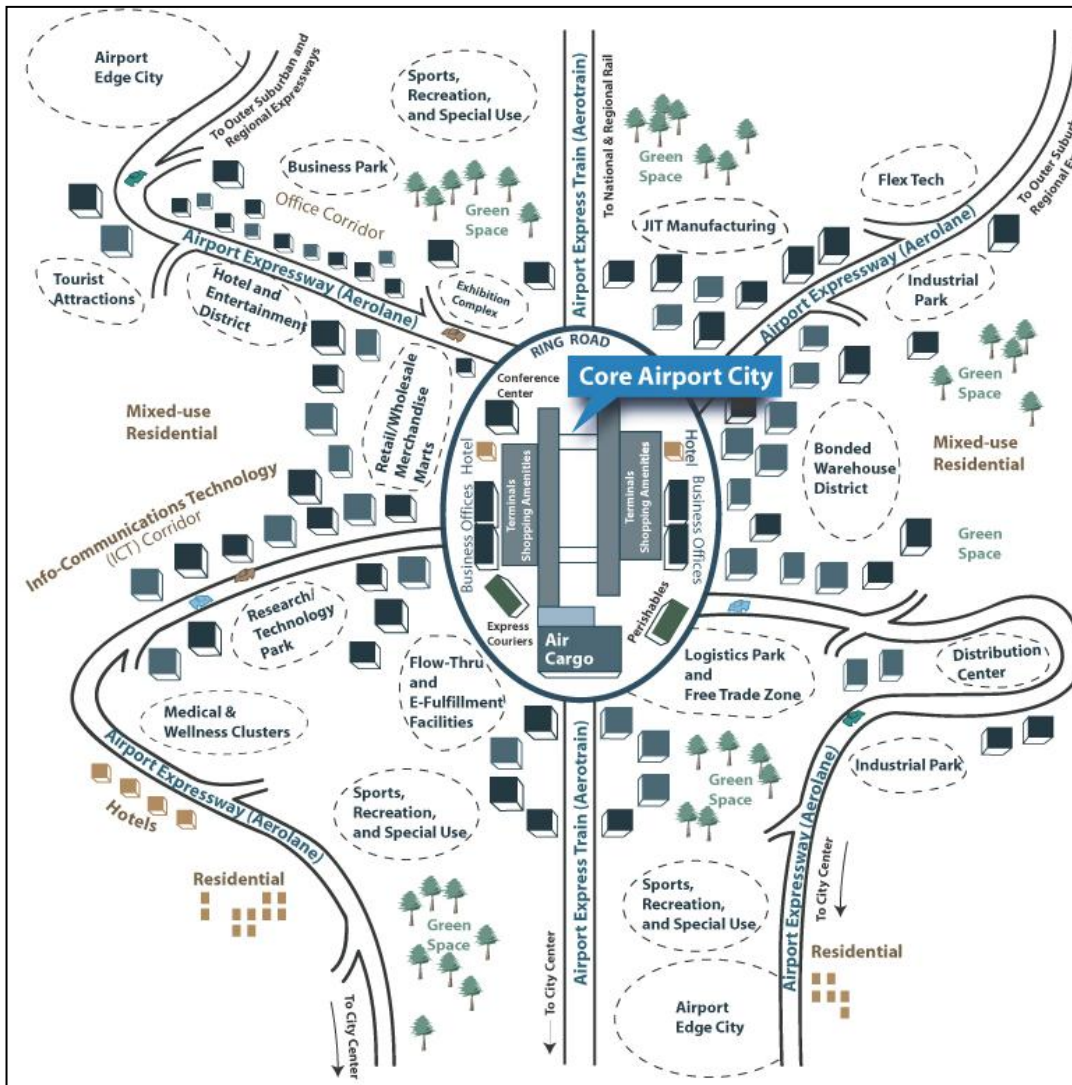 Airport
Edge City
To Outer Suburban and
Regional Expressways
Sports,
Recreation,
and Special Use
Airport Express Train (Aerotrain)
To National & Regional Rail
Green
Space
Flex Tech
To Outer Suburban
Regional Expressways
Business Park
Office Corridor
Green
Space
JIT Manufacturing
Airport Expressway (Aerolane)
Airport Expressway (Aerolane)
Tourist
Attractions
Hotel and
Entertainment
District
Exhibition
Complex
Industrial
Park
RING ROAD
Core Airport City
Conference
Center
Green
Space
Mixed-use
Residential
Retail/Wholesale
Merchandise
Marts
Hotel
Hotel
Bonded
Warehouse
District
Mixed-use
Residential
Terminals
Shopping Amenities
Terminals
Shopping Amenities
Business Offices
Business Offices
Info-Communications Technology
(ICT) Corridor
Green
Space
Research/
Technology
Park
Express
Couriers
Perishables
Air
Cargo
Flow-Thru
and
E-Fulfillment
Facilities
Logistics Park
and
Free Trade Zone
Distribution
Center
Medical &
Wellness Clusters
Airport Expressway (Aerolane)
Hotels
Green
Space
Industrial Park
Sports,
Recreation,
and Special Use
Airport Express Train (Aerotrain)
Airport Expressway (Aerolane)
To City Center
Residential
Green
Space
Sports,
Recreation,
and Special Use
Residential
To City Center
To City Center
Airport
Edge City